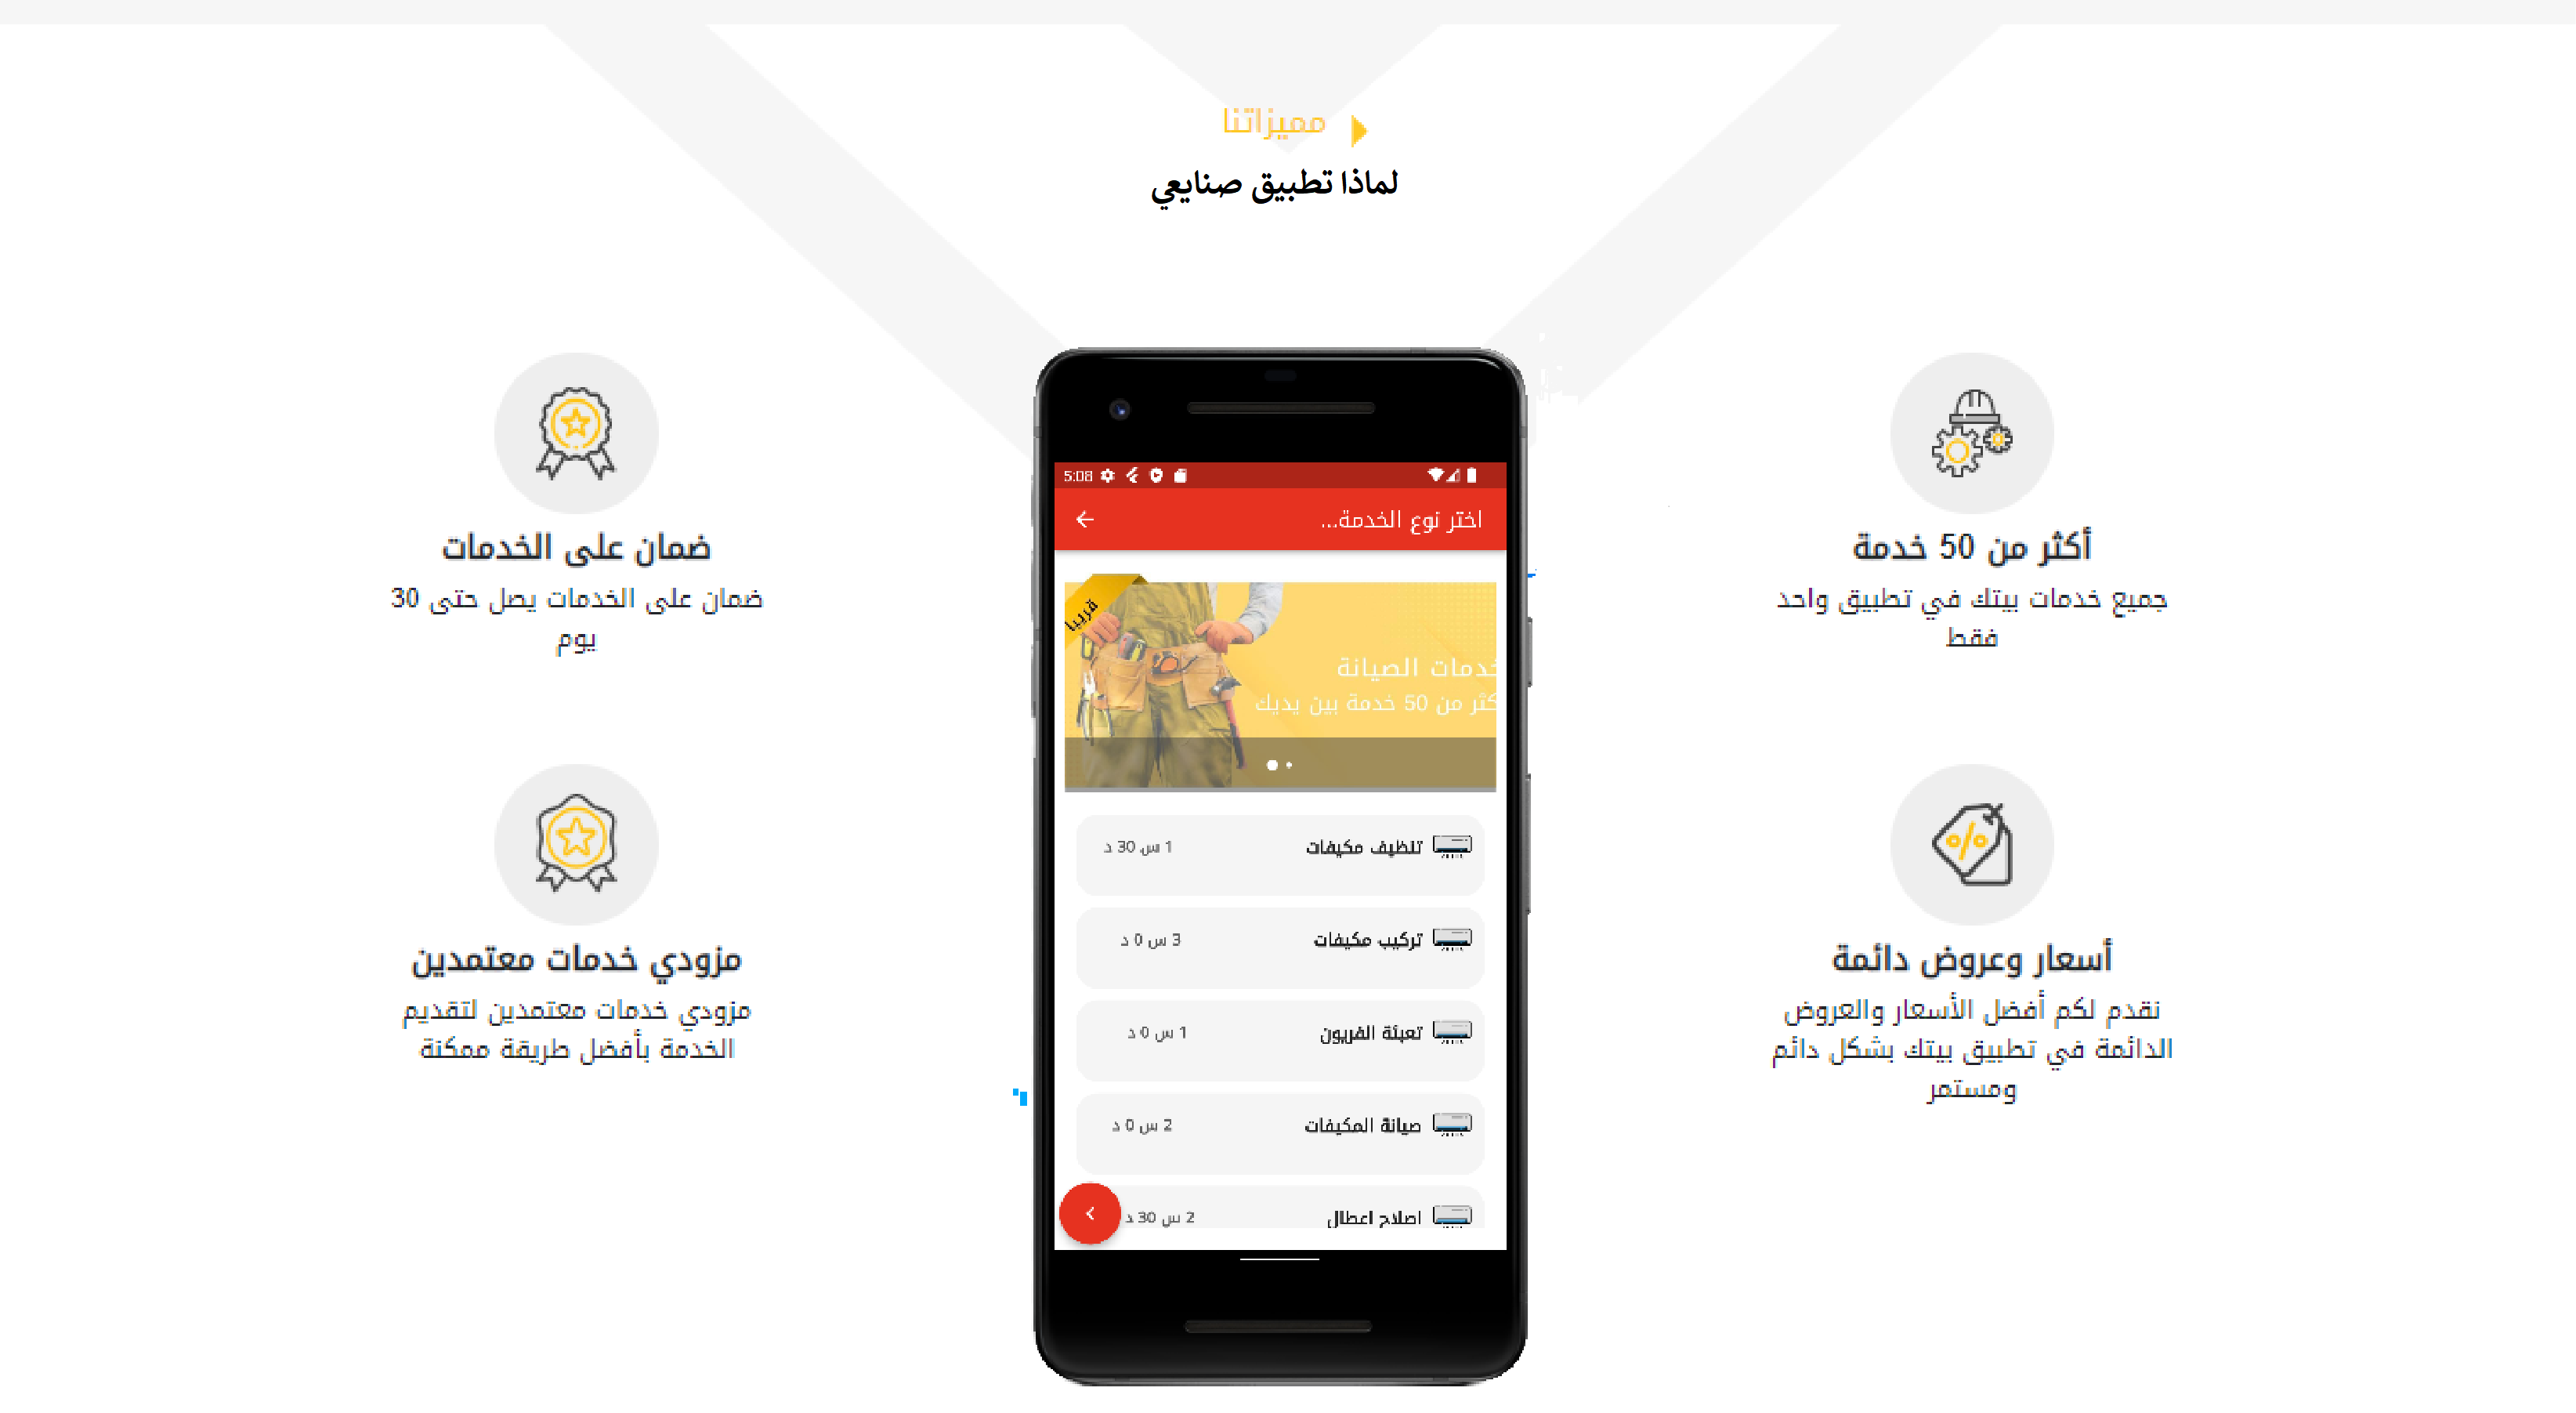 مميزاتنا
لماذا تطبيق صنايعي
أكثر من 50 خدمة
جميع خدمات بيتك في تطبيق واحد
فقط
أسعار وعروض دائمة
نقدم لكم أفضل الأسعار والعروض
الدائمة في تطبيق بيتك بشكل دائم
ومستمر
5:08
اختر نوع الخدمة...
قريبا
خدمات الصيانة
كثر من 50 خدمة بين يديك
تنظيف مكيفات 1 س 30 د
تركيب مكيفات 3 س 0 د
تعبئة الفريون 1 س 0 د
صيانة المكيفات 2 س 0 د
اصلاح اعطال 2 س 30 د
ضمان على الخدمات
ضمان على الخدمات يصل حتى 30
يوم
مزودي خدمات معتمدين
مزودي خدمات معتمدين لتقديم
الخدمة بأفضل طريقة ممكنة